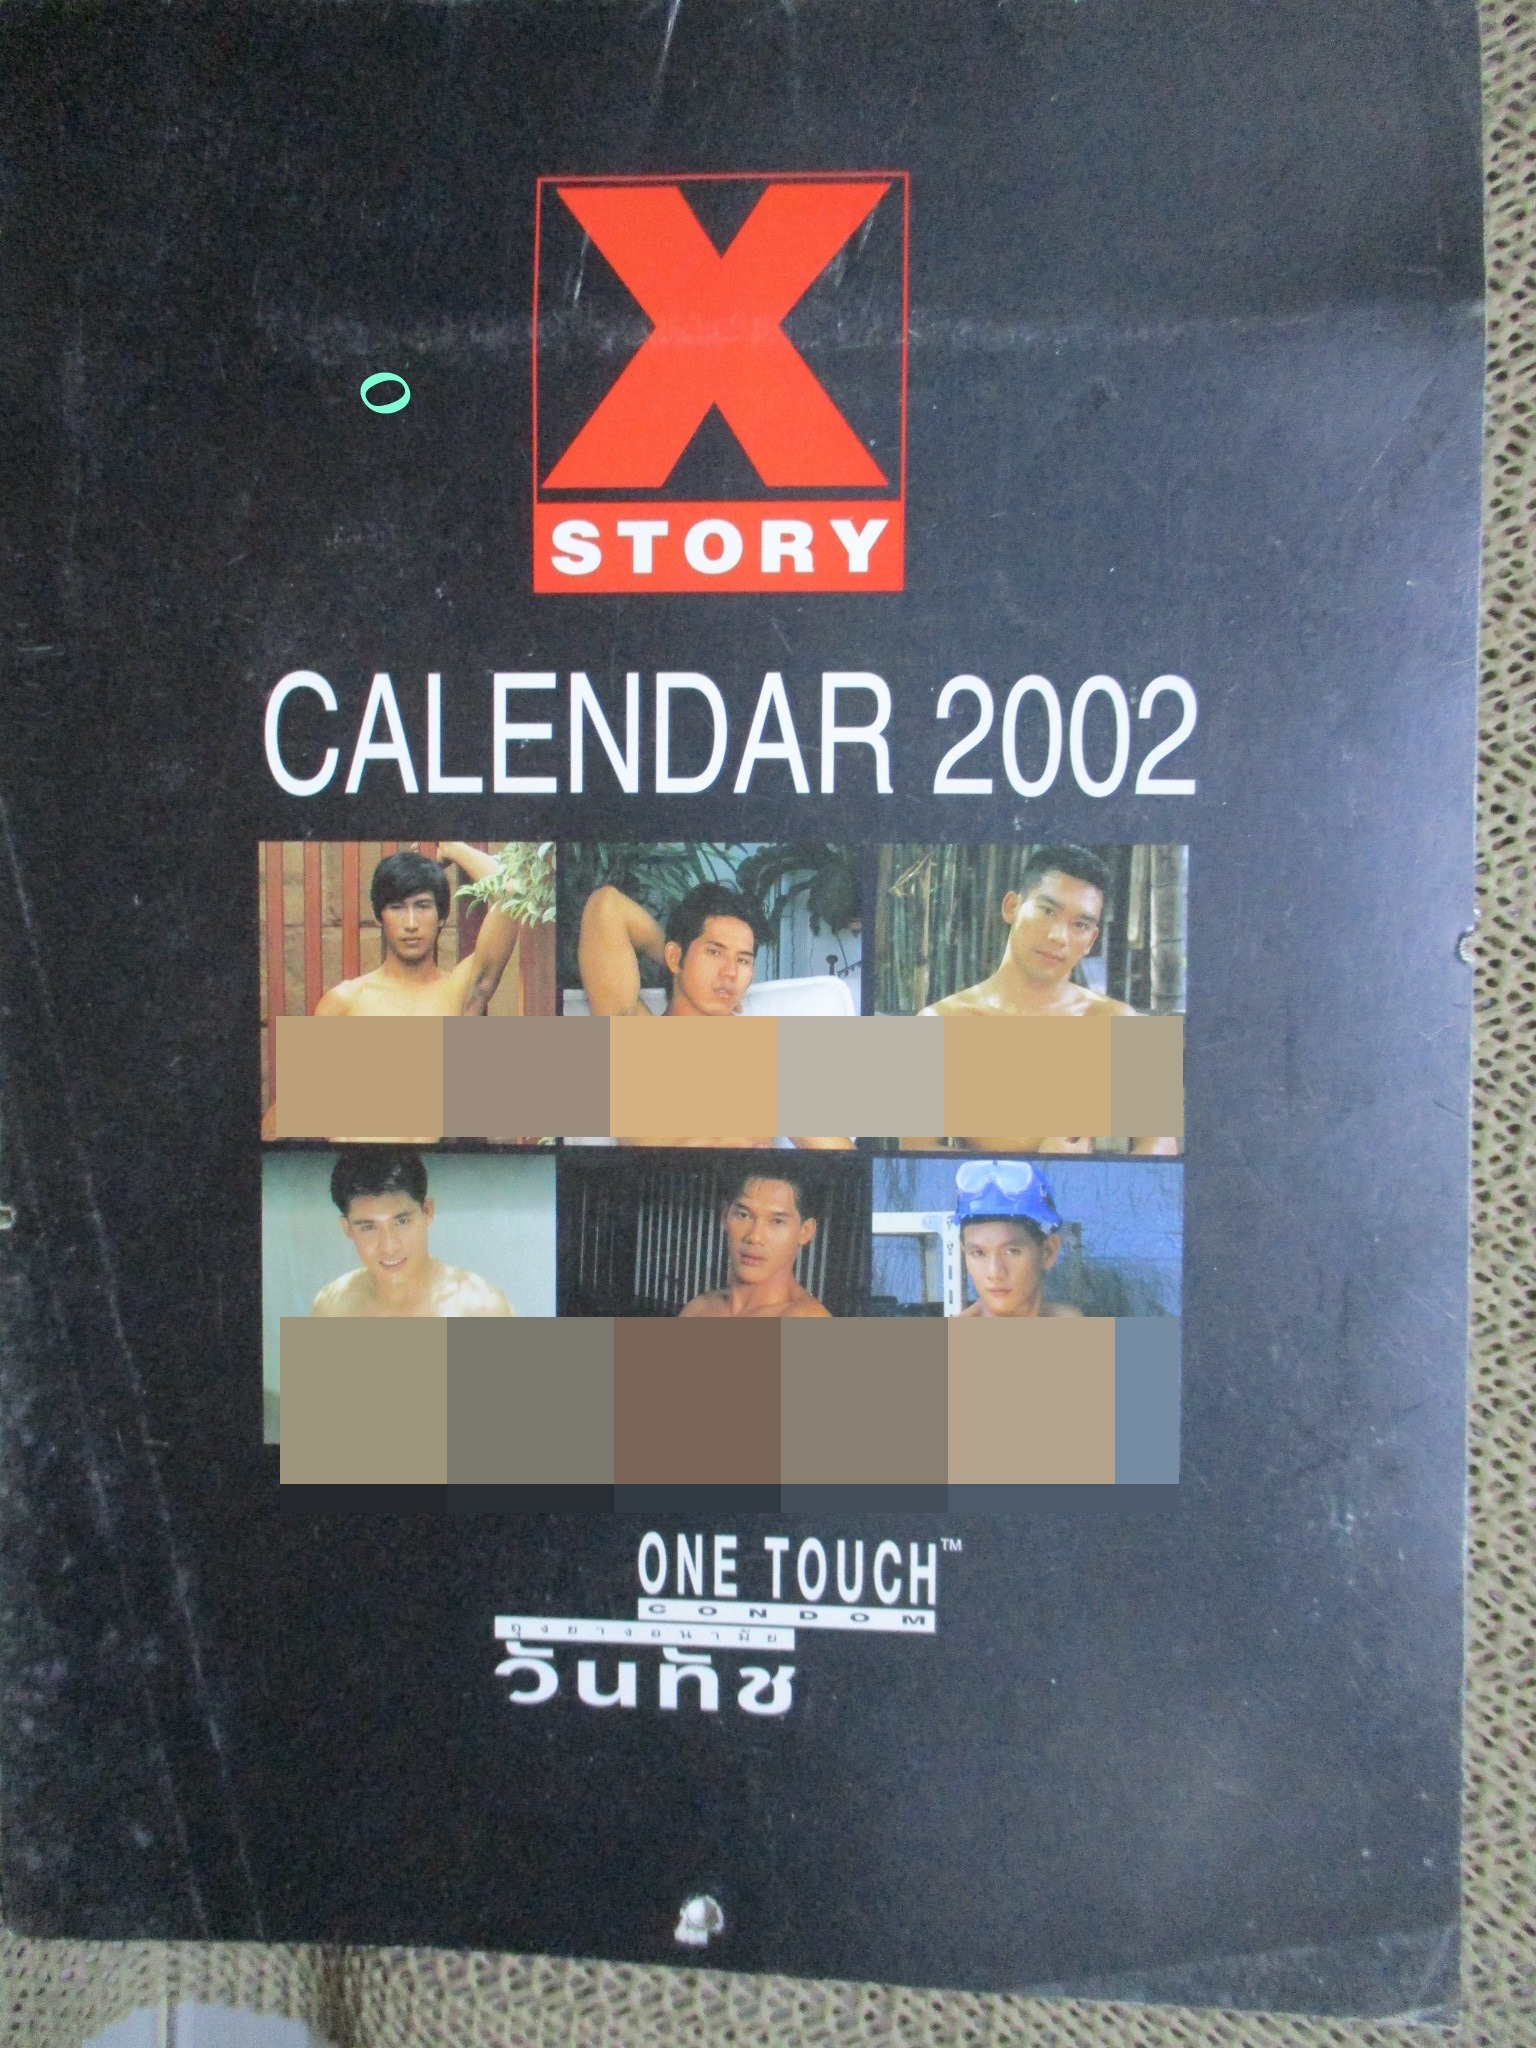 X
STORY
CALENDAR 2002
ONE TOUCH™
CONDOM
ถุงยางอนามัย
วันทัช